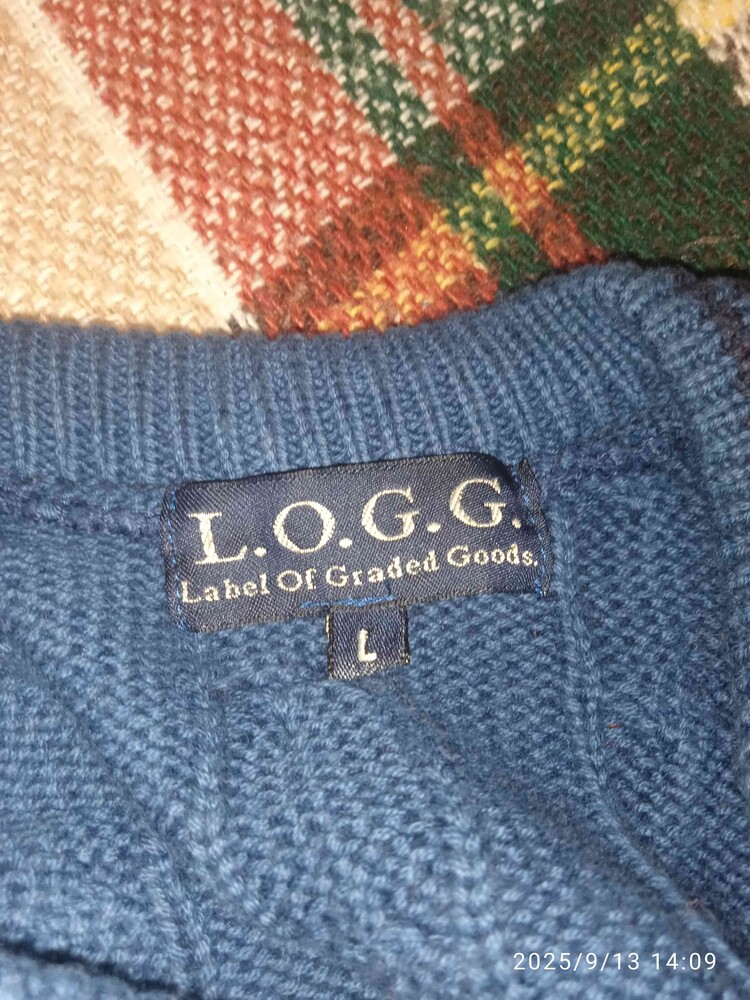 L.O.G.G.
Label Of Graded Goods.
L
2025/9/13 14:09